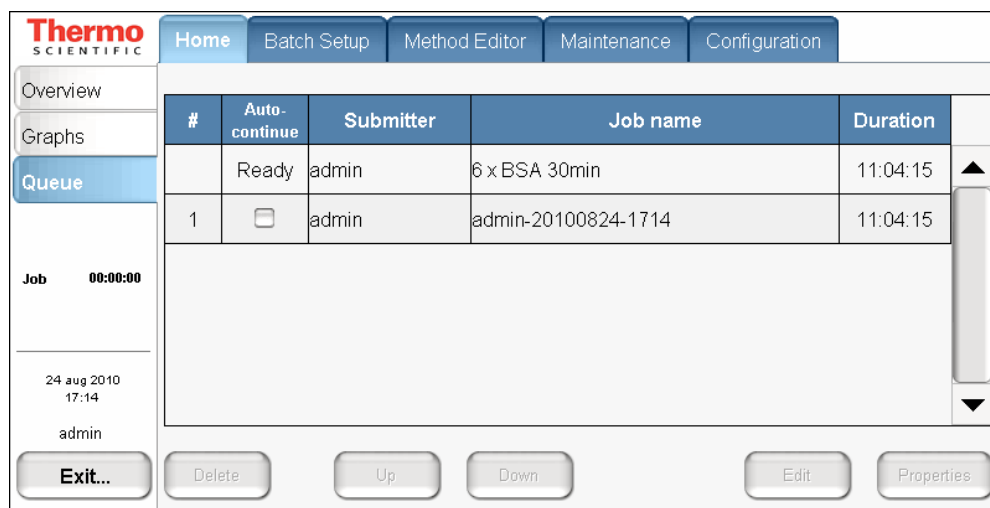 Thermo
SCIENTIFIC
Home
Batch Setup
Method Editor
Maintenance
Configuration
Overview
Graphs
Queue
# Auto-continue Submitter Job name Duration
Ready admin 6 x BSA 30min 11:04:15
1 admin admin-20100824-1714 11:04:15
Job 00:00:00
24 aug 2010
17:14
admin
Exit...
Delete
Up
Down
Edit
Properties